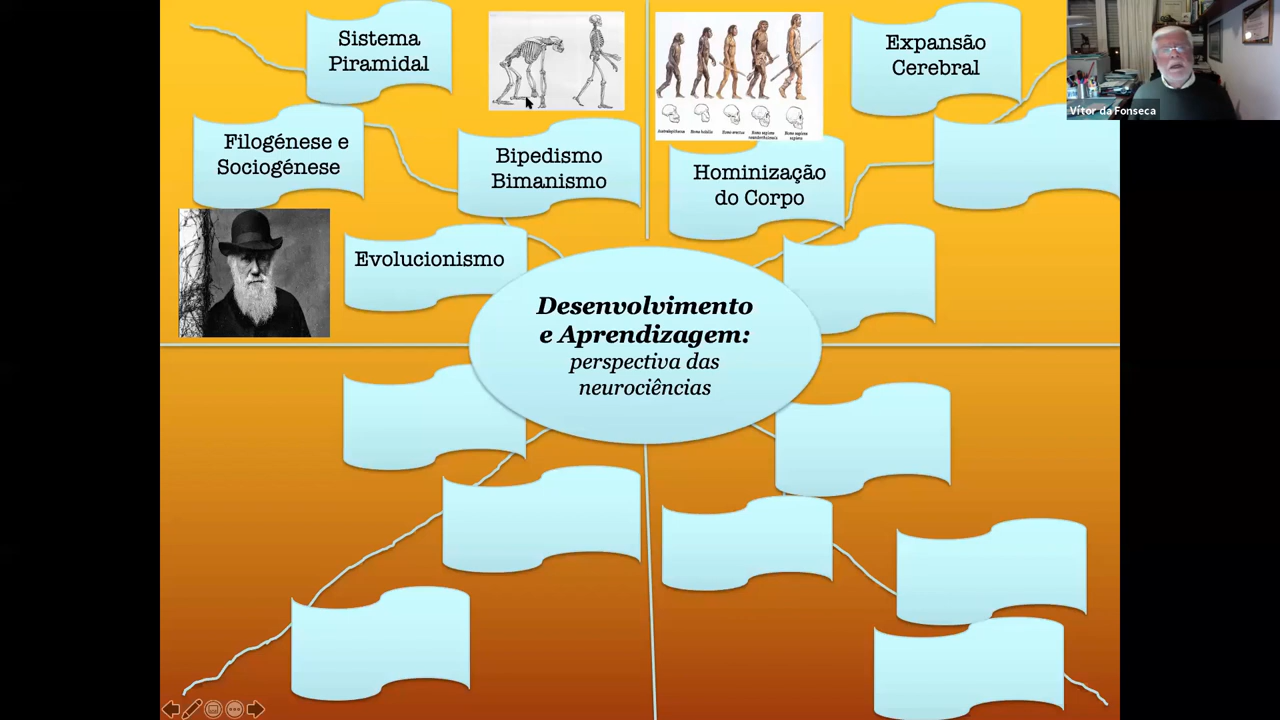 Sistema
Piramidal
Expansão
Cerebral
Vítor da Fonseca
Filogénese e
Sociogénese
Bipedismo
Bimanismo
Hominização
do Corpo
Evolucionismo
Desenvolvimento
e Aprendizagem:
perspectiva das
neurociências